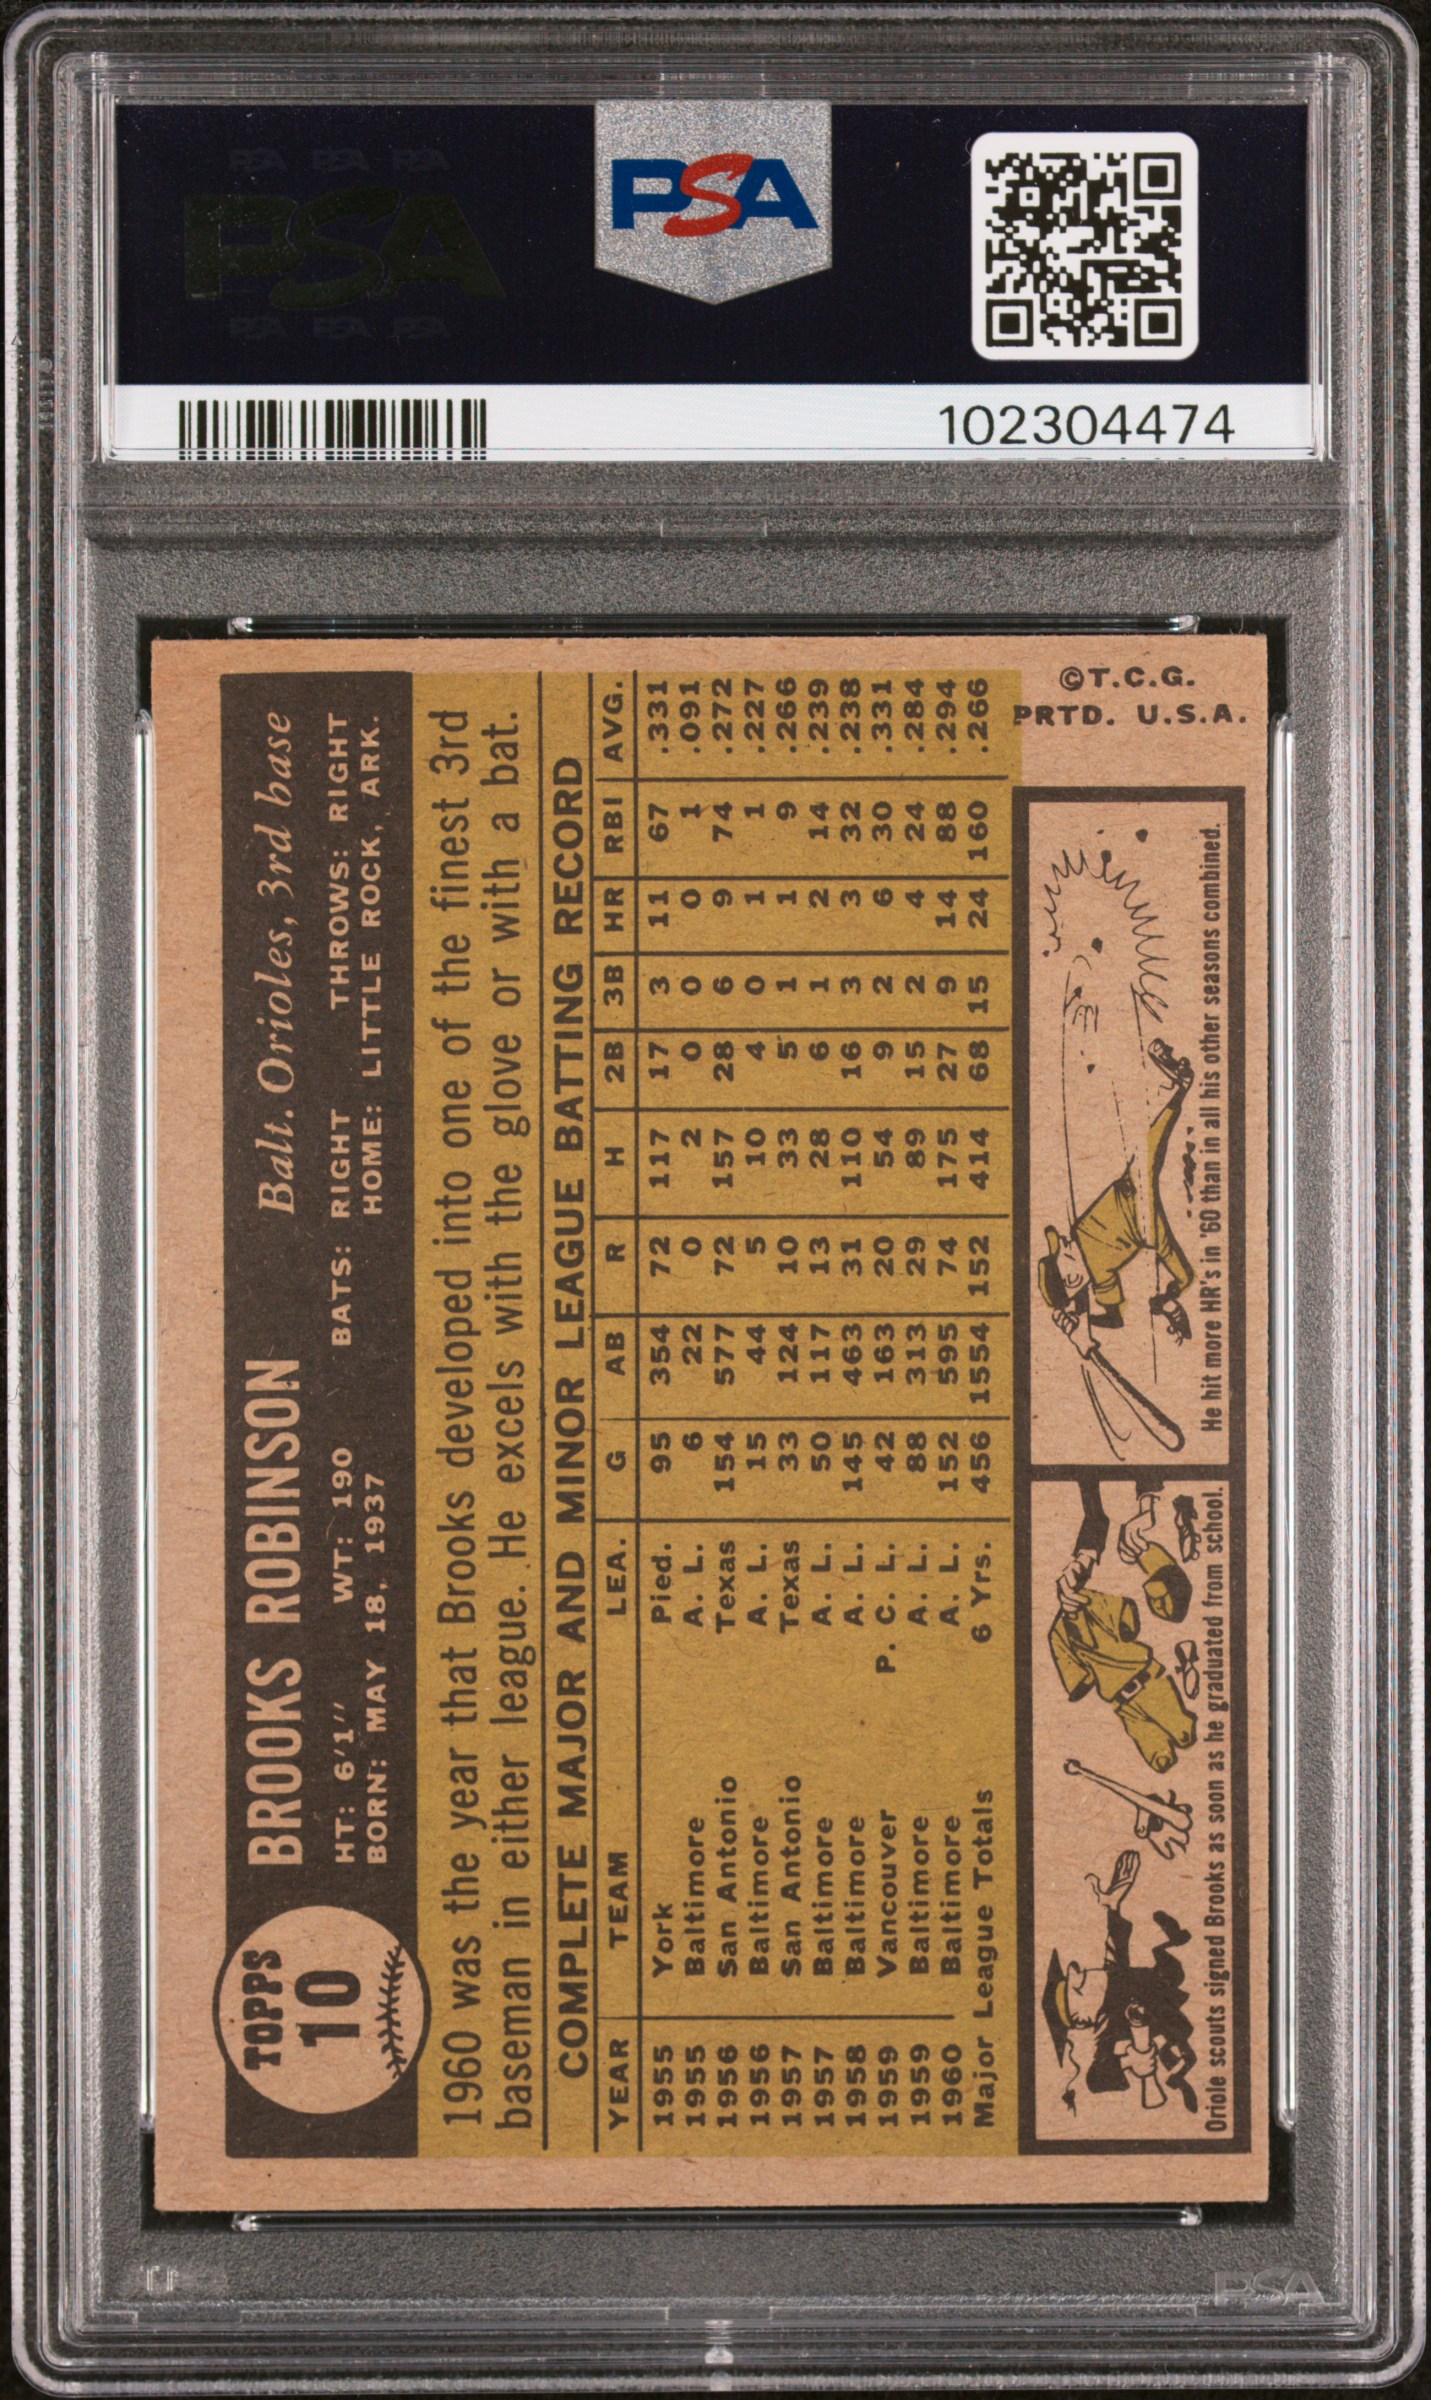 PSA PSA PSA
PSA
PSA PSA PSA
PSA
102304474
TOPPS
10
BROOKS ROBINSON Balt. Orioles, 3rd base
HT: 6'1" WT: 190 BATS: RIGHT THROWS: RIGHT
BORN: MAY 18, 1937 HOME: LITTLE ROCK, ARK.
1960 was the year that Brooks developed into one of the finest 3rd
baseman in either league. He excels with the glove or with a bat.
COMPLETE MAJOR AND MINOR LEAGUE BATTING RECORD
YEAR TEAM LEA. G AB R H 2B 3B HR RBI AVG.
1955 York Pied. 95 354 72 117 17 3 11 67 .331
1955 Baltimore A. L. 6 22 0 2 0 0 0 1 .091
1956 San Antonio Texas 154 577 72 157 28 6 9 74 .272
1956 Baltimore A. L. 15 44 5 10 4 0 1 1 .227
1957 San Antonio Texas 33 124 10 33 5 1 1 9 .266
1957 Baltimore A. L. 50 117 13 28 6 1 2 14 .239
1958 Baltimore A. L. 145 463 31 110 16 3 3 32 .238
1959 Vancouver P. C. L. 42 163 20 54 9 2 6 30 .331
1959 Baltimore A. L. 88 313 29 89 15 2 4 24 .284
1960 Baltimore A. L. 152 595 74 175 27 9 14 88 .294
Major League Totals 6 Yrs. 456 1554 152 414 68 15 24 160 .266
Oriole scouts signed Brooks as soon as he graduated from school.
He hit more HR's in '60 than in all his other seasons combined.
©T.C.G.
PRTD. U.S.A.
PSA